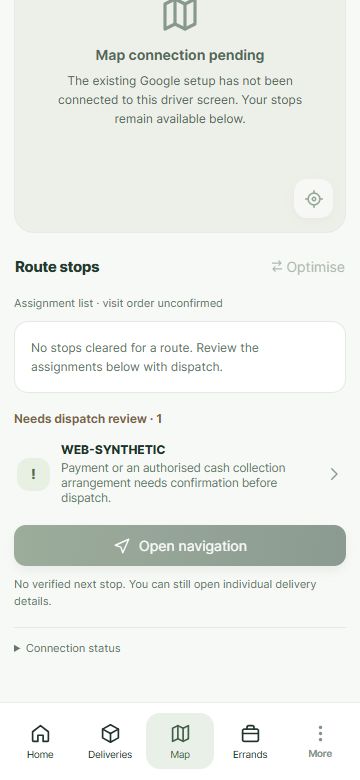 Map connection pending
The existing Google setup has not been
connected to this driver screen. Your stops
remain available below.
Route stops
Optimise
Assignment list · visit order unconfirmed
No stops cleared for a route. Review the
assignments below with dispatch.
Needs dispatch review · 1
!
WEB-SYNTHETIC
Payment or an authorised cash collection
arrangement needs confirmation before
dispatch.
Open navigation
No verified next stop. You can still open individual delivery
details.
Connection status
Home
Deliveries
Map
Errands
More